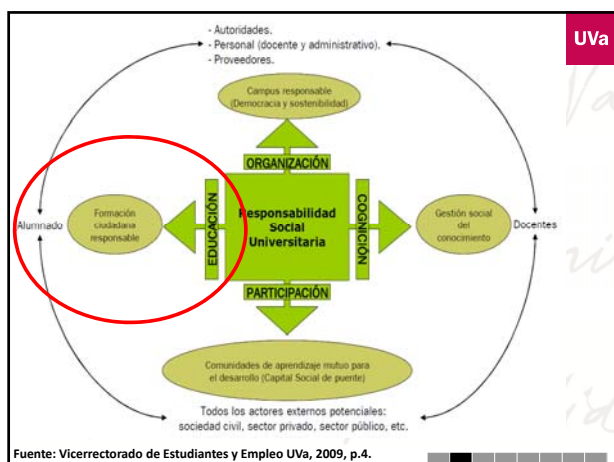 - Autoridades.
- Personal (docente y administrativo).
- Proveedores.
UVa
Campus responsable
(Democracia y sostenibilidad)
ORGANIZACIÓN
Alumnado
Formación
ciudadana
responsable
EDUCACIÓN
Responsabilidad
Social
Universitaria
COGNICIÓN
Gestión social
del
conocimiento
Docentes
PARTICIPACIÓN
Comunidades de aprendizaje mutuo para
el desarrollo (Capital Social de puente)
Todos los actores externos potenciales:
sociedad civil, sector privado, sector público, etc.
Fuente: Vicerrectorado de Estudiantes y Empleo UVa, 2009, p.4.